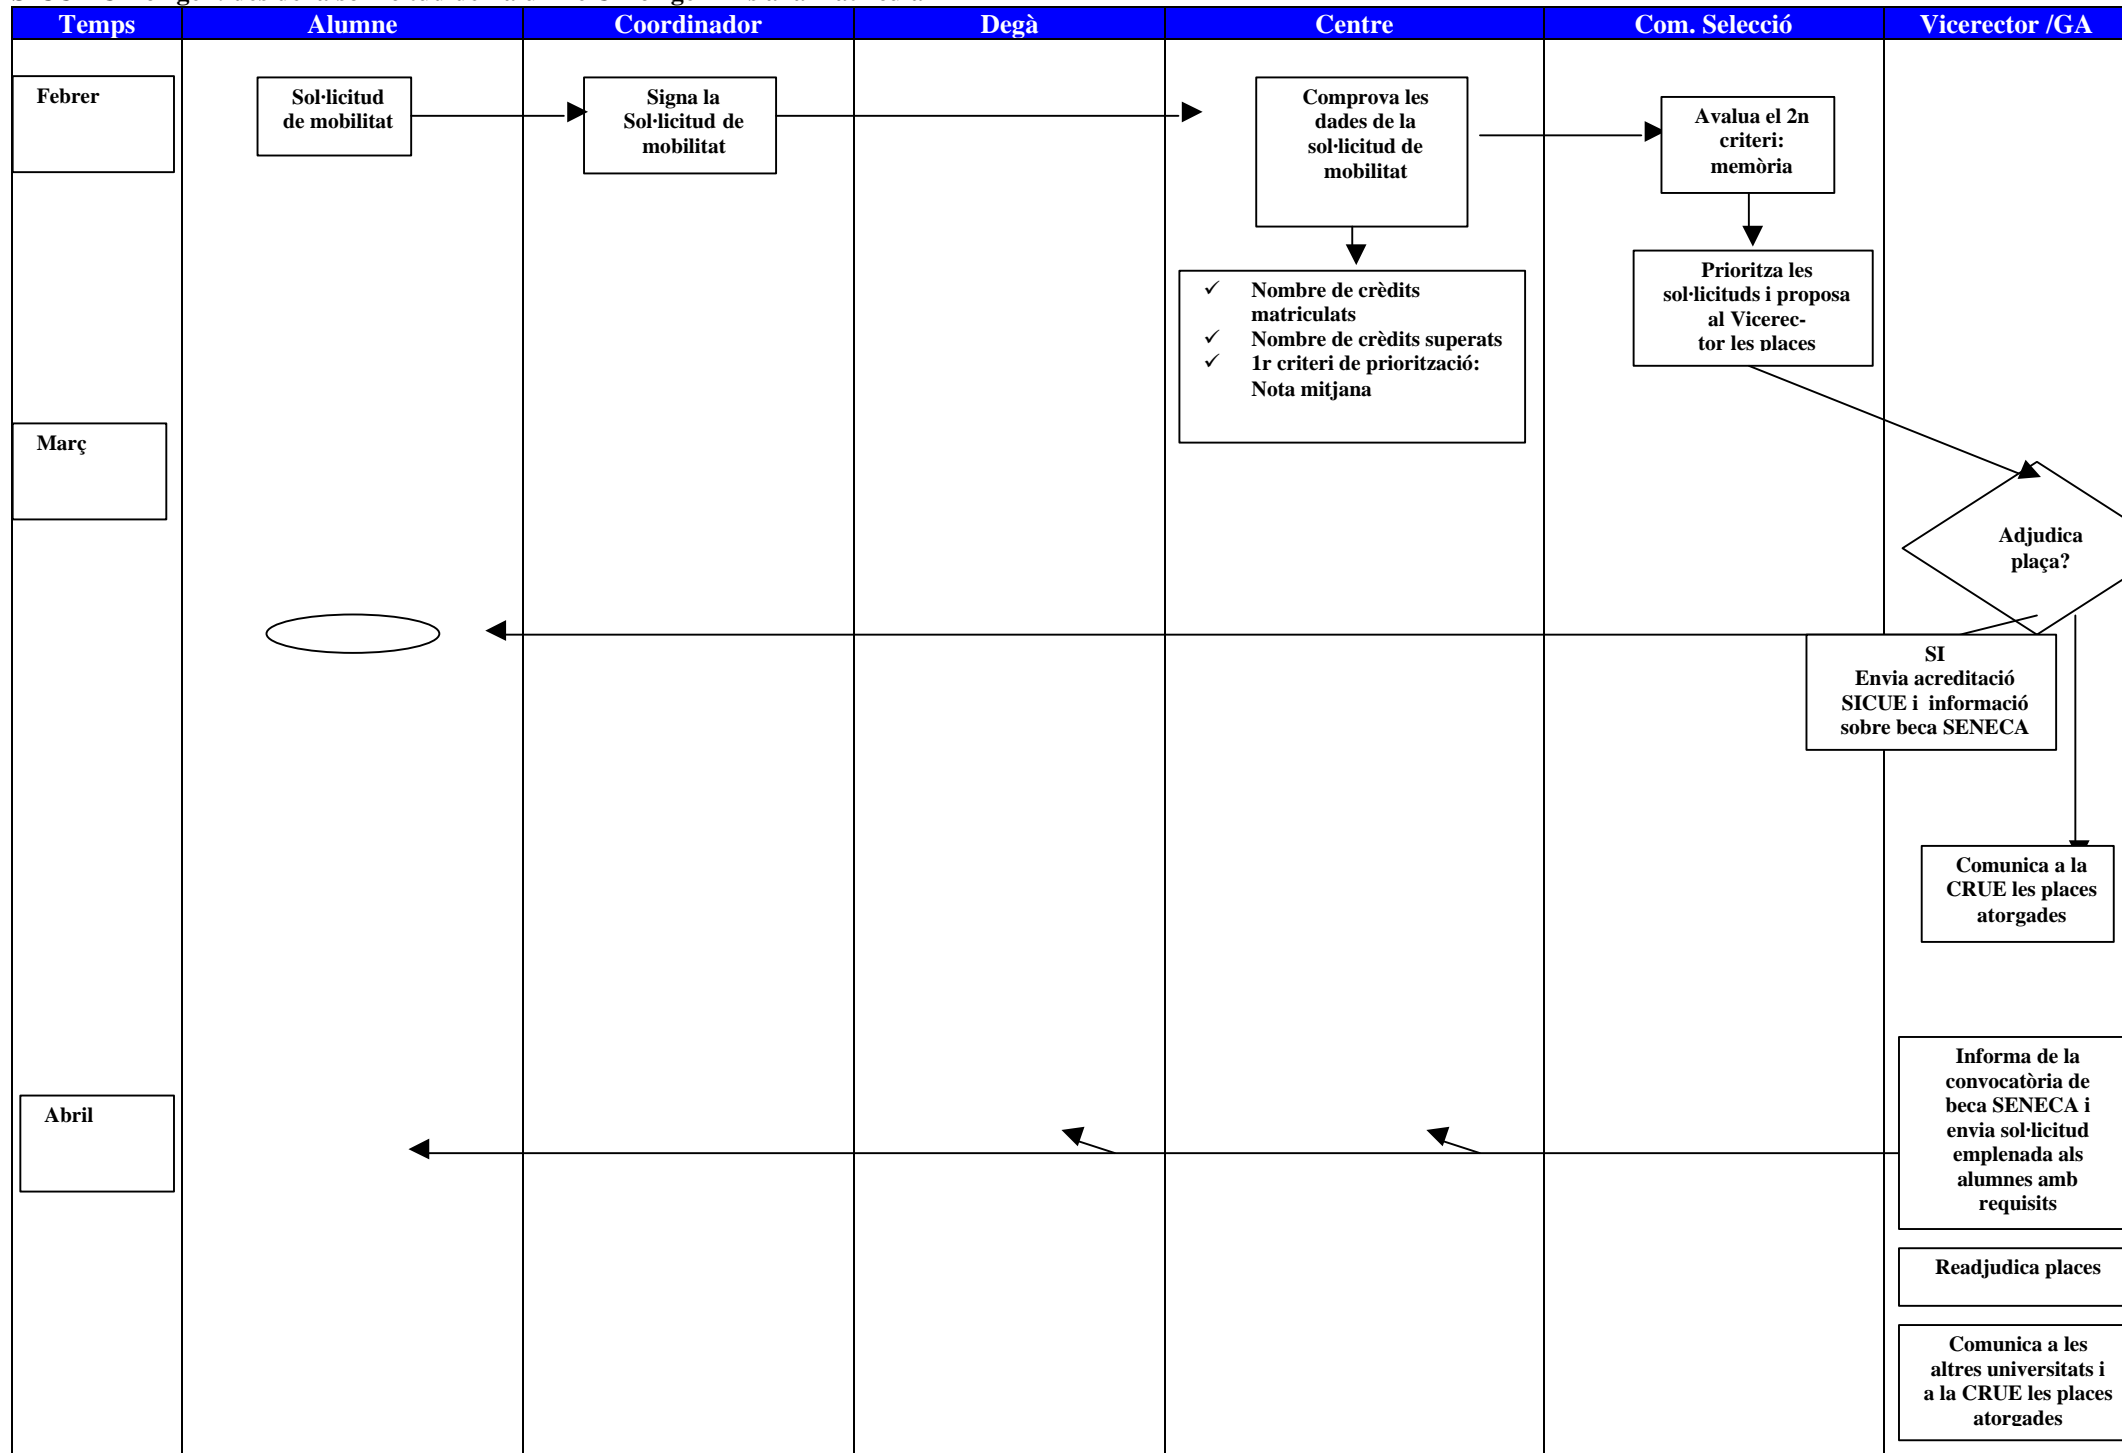 Temps Alumne Coordinador Degà Centre Com. Selecció Vicerector /GA
Febrer
Sol·licitud
de mobilitat
Signa la
Sol·licitud de
mobilitat
Comprova les
dades de la
sol·licitud de
mobilitat
Avalua el 2n
criteri:
memòria
Prioritza les
sol·licituds i proposa
al Vicerec-
tor les places
✓ Nombre de crèdits
matriculats
✓ Nombre de crèdits superats
✓ 1r criteri de priorització:
Nota mitjana
Març
Adjudica
plaça?
SI
Envia acreditació
SICUE i informació
sobre beca SENECA
Comunica a la
CRUE les places
atorgades
Abril
Informa de la
convocatòria de
beca SENECA i
envia sol·licitud
emplenada als
alumnes amb
requisits
Readjudica places
Comunica a les
altres universitats i
a la CRUE les places
atorgades